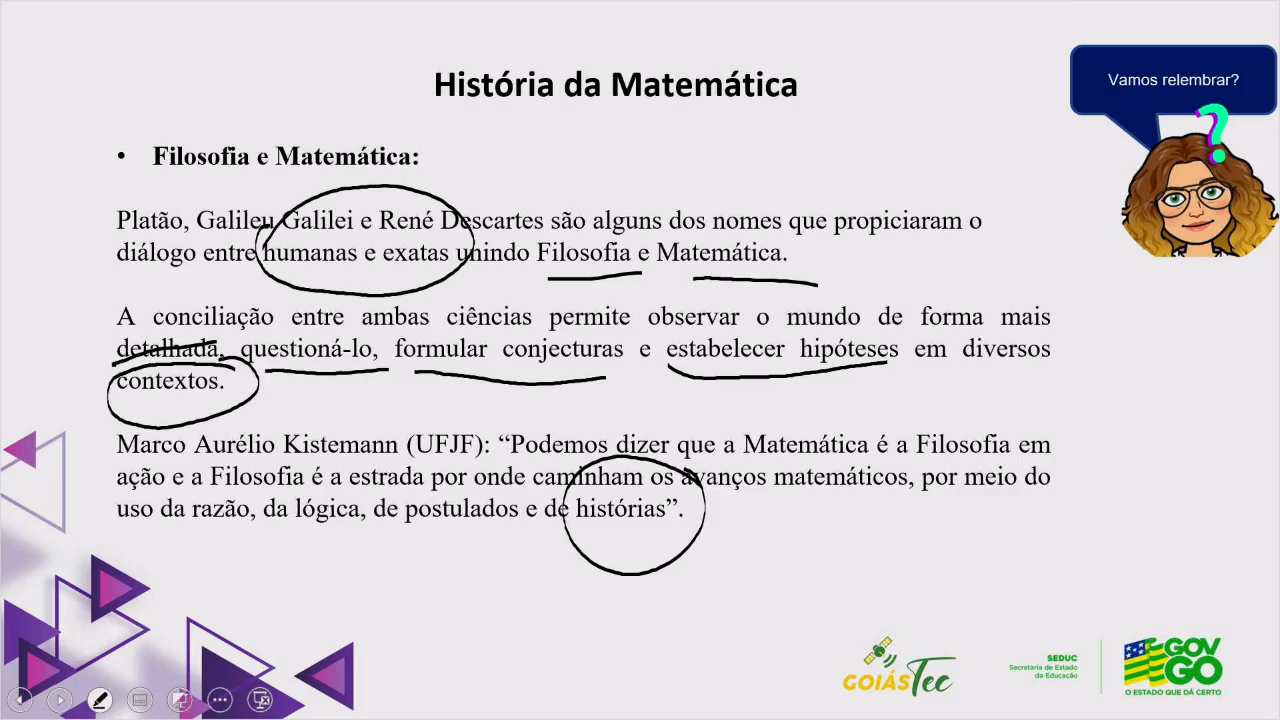 História da Matemática
Vamos relembrar?
• Filosofia e Matemática:
Platão, Galileu Galilei e René Descartes são alguns dos nomes que propiciaram o
diálogo entre humanas e exatas unindo Filosofia e Matemática.
A conciliação entre ambas ciências permite observar o mundo de forma mais
detalhada, questioná-lo, formular conjecturas e estabelecer hipóteses em diversos
contextos.
Marco Aurélio Kistemann (UFJF): “Podemos dizer que a Matemática é a Filosofia em
ação e a Filosofia é a estrada por onde caminham os avanços matemáticos, por meio do
uso da razão, da lógica, de postulados e de histórias”.
GOIÁSTec
SEDUC
Secretaria de Estado
da Educação
GOV
GO
O ESTADO QUE DÁ CERTO